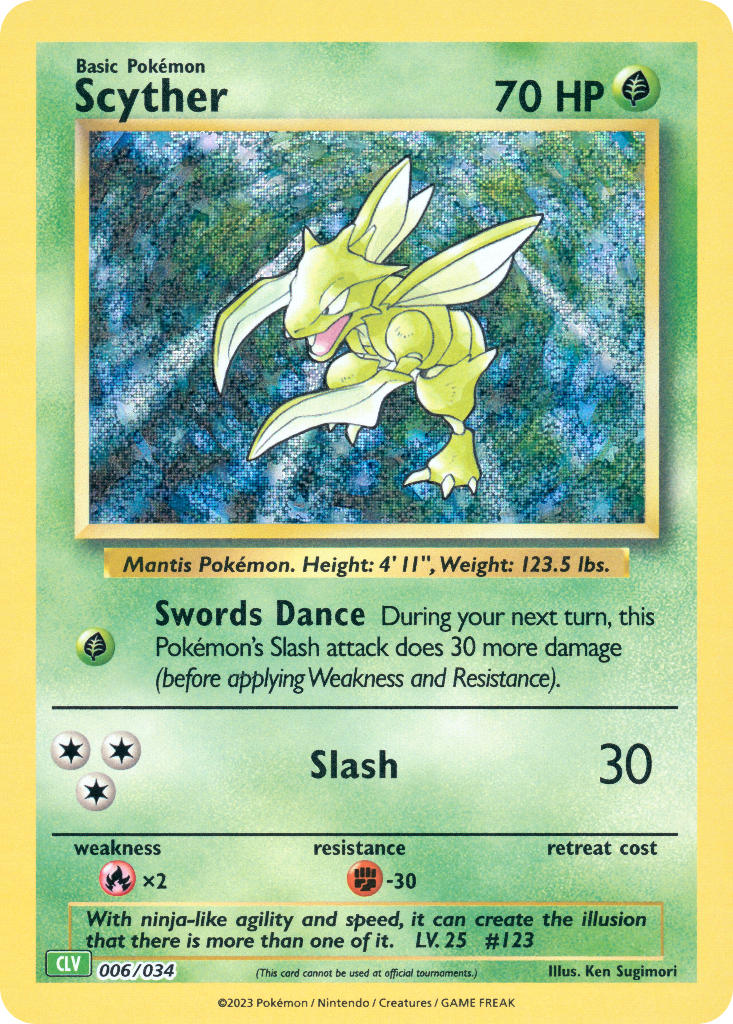 Basic Pokémon
Scyther 70 HP
Mantis Pokémon. Height: 4' 11", Weight: 123.5 lbs.
Swords Dance During your next turn, this
Pokémon's Slash attack does 30 more damage
(before applying Weakness and Resistance).
Slash 30
weakness resistance retreat cost
×2 -30
With ninja-like agility and speed, it can create the illusion
that there is more than one of it. LV. 25 #123
CLV 006/034 (This card cannot be used at official tournaments.) Illus. Ken Sugimori
©2023 Pokémon / Nintendo / Creatures / GAME FREAK